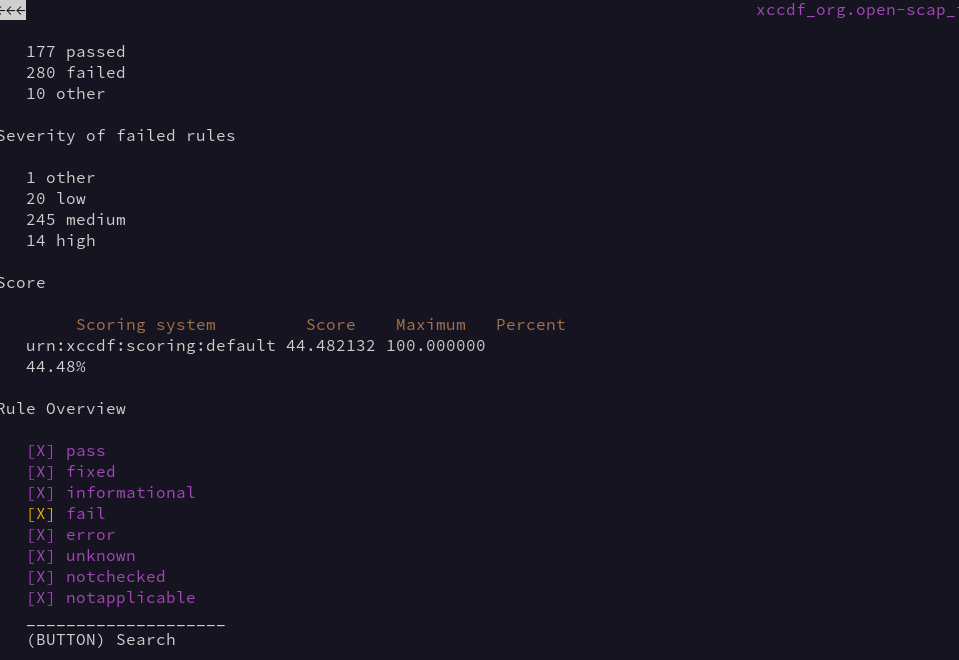 ←←←
xccdf_org.open-scap_
177 passed
280 failed
10 other
Severity of failed rules
1 other
20 low
245 medium
14 high
Score
Scoring system Score Maximum Percent
urn:xccdf:scoring:default 44.482132 100.000000
44.48%
Rule Overview
[X] pass
[X] fixed
[X] informational
[X] fail
[X] error
[X] unknown
[X] notchecked
[X] notapplicable
____________________
(BUTTON) Search